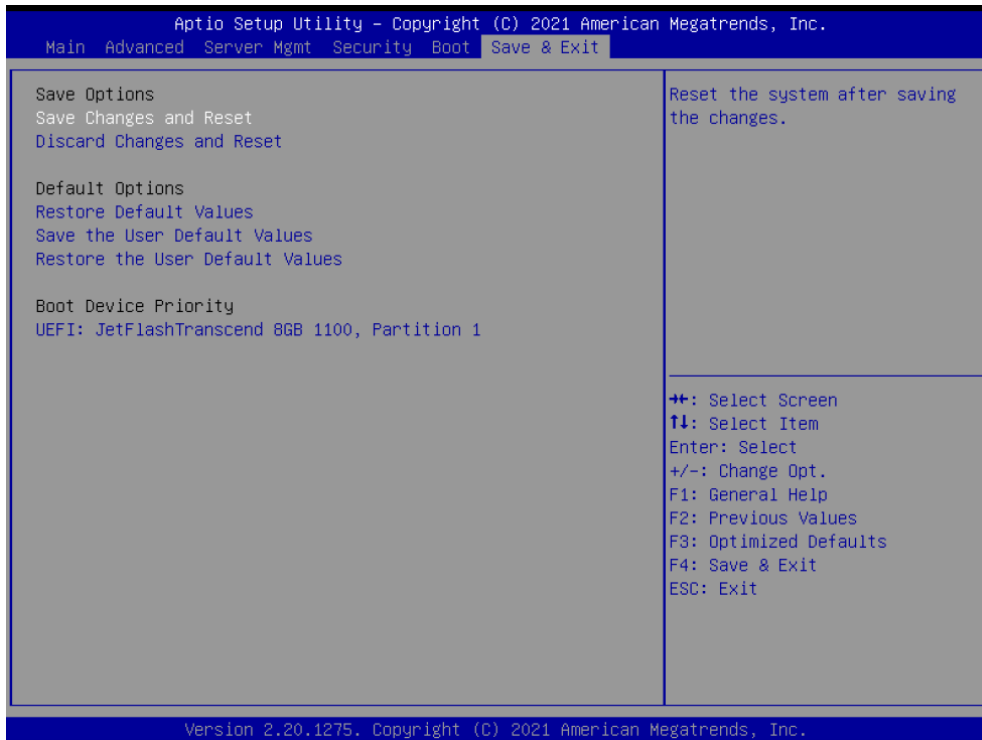 Aptio Setup Utility – Copyright (C) 2021 American Megatrends, Inc.
Main Advanced Server Mgmt Security Boot Save & Exit
Save Options
Save Changes and Reset
Discard Changes and Reset
Default Options
Restore Default Values
Save the User Default Values
Restore the User Default Values
Boot Device Priority
UEFI: JetFlashTranscend 8GB 1100, Partition 1
Reset the system after saving
the changes.
→←: Select Screen
↑↓: Select Item
Enter: Select
+/-: Change Opt.
F1: General Help
F2: Previous Values
F3: Optimized Defaults
F4: Save & Exit
ESC: Exit
Version 2.20.1275. Copyright (C) 2021 American Megatrends, Inc.